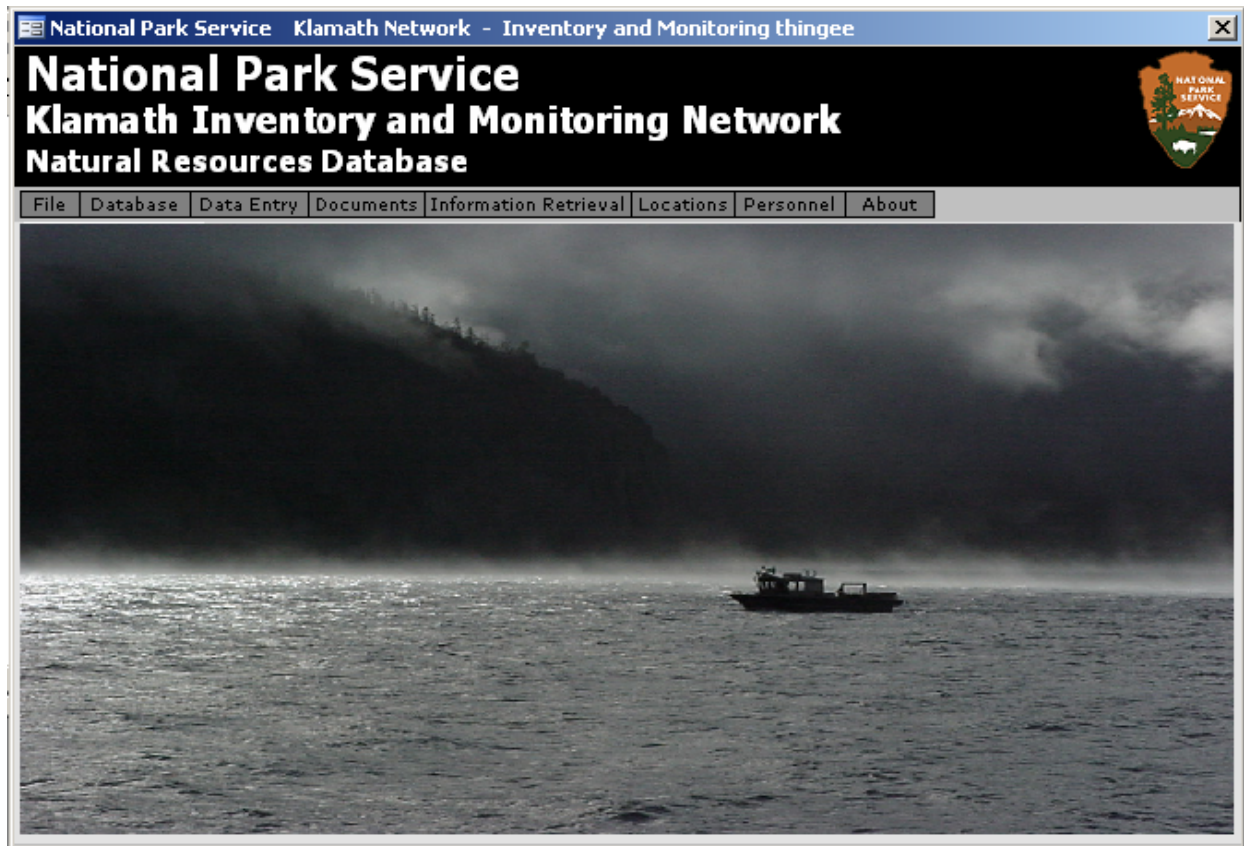 National Park Service   Klamath Network - Inventory and Monitoring thingee
National Park Service
Klamath Inventory and Monitoring Network
Natural Resources Database
NATIONAL
PARK
SERVICE
File Database Data Entry Documents Information Retrieval Locations Personnel About